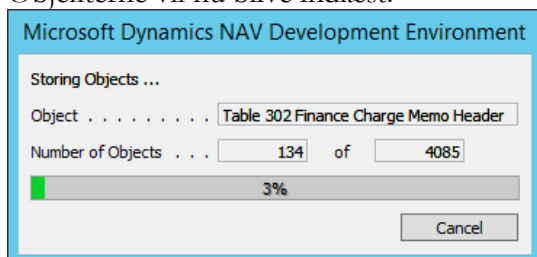 Microsoft Dynamics NAV Development Environment
Storing Objects ...
Object . . . . . . . . . Table 302 Finance Charge Memo Header
Number of Objects . . . 134 of 4085
3%
Cancel